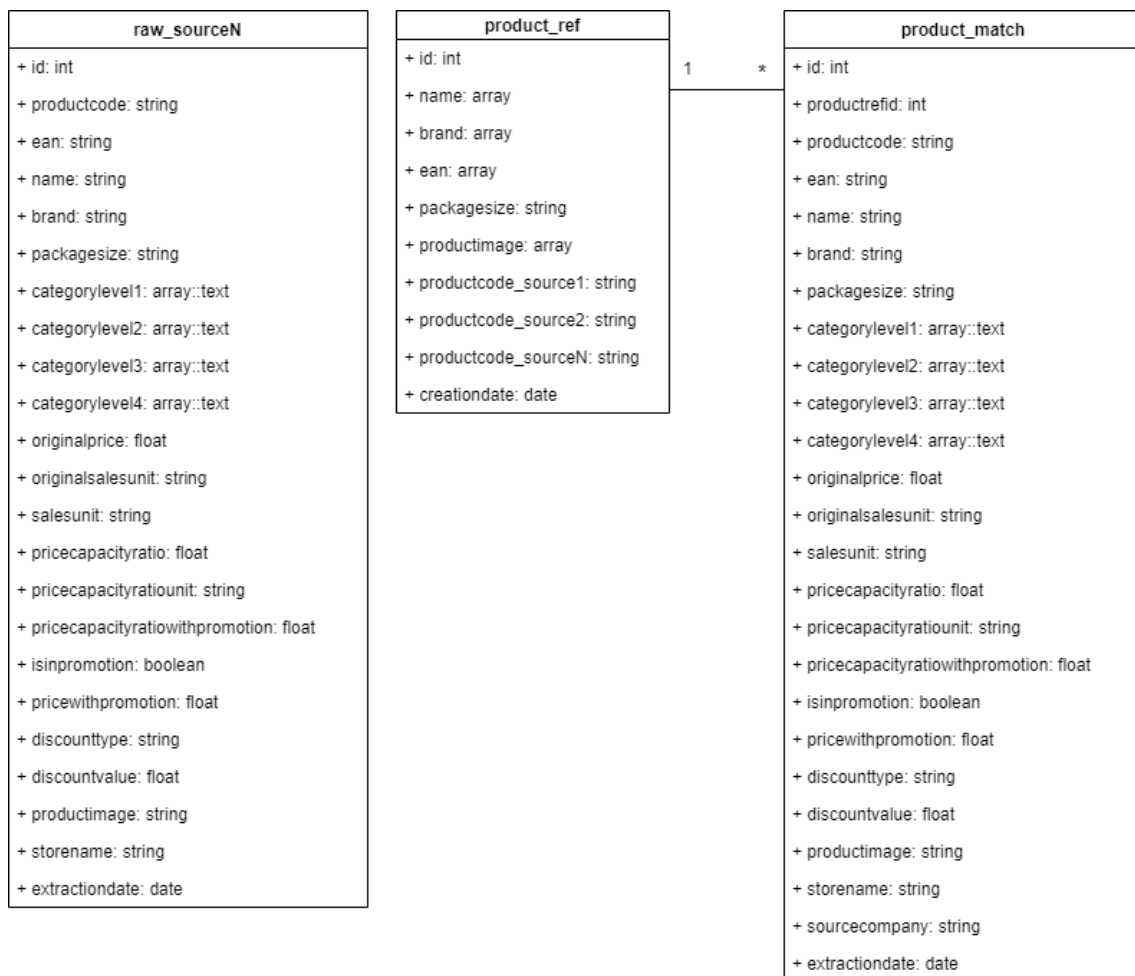 raw_sourceN
+ id: int
+ productcode: string
+ ean: string
+ name: string
+ brand: string
+ packagesize: string
+ categorylevel1: array::text
+ categorylevel2: array::text
+ categorylevel3: array::text
+ categorylevel4: array::text
+ originalprice: float
+ originalsalesunit: string
+ salesunit: string
+ pricecapacityratio: float
+ pricecapacityratiounit: string
+ pricecapacityratiowithpromotion: float
+ isinpromotion: boolean
+ pricewithpromotion: float
+ discounttype: string
+ discountvalue: float
+ productimage: string
+ storename: string
+ extractiondate: date
product_ref
+ id: int
+ name: array
+ brand: array
+ ean: array
+ packagesize: string
+ productimage: array
+ productcode_source1: string
+ productcode_source2: string
+ productcode_sourceN: string
+ creationdate: date
1 *
product_match
+ id: int
+ productrefid: int
+ productcode: string
+ ean: string
+ name: string
+ brand: string
+ packagesize: string
+ categorylevel1: array::text
+ categorylevel2: array::text
+ categorylevel3: array::text
+ categorylevel4: array::text
+ originalprice: float
+ originalsalesunit: string
+ salesunit: string
+ pricecapacityratio: float
+ pricecapacityratiounit: string
+ pricecapacityratiowithpromotion: float
+ isinpromotion: boolean
+ pricewithpromotion: float
+ discounttype: string
+ discountvalue: float
+ productimage: string
+ storename: string
+ sourcecompany: string
+ extractiondate: date